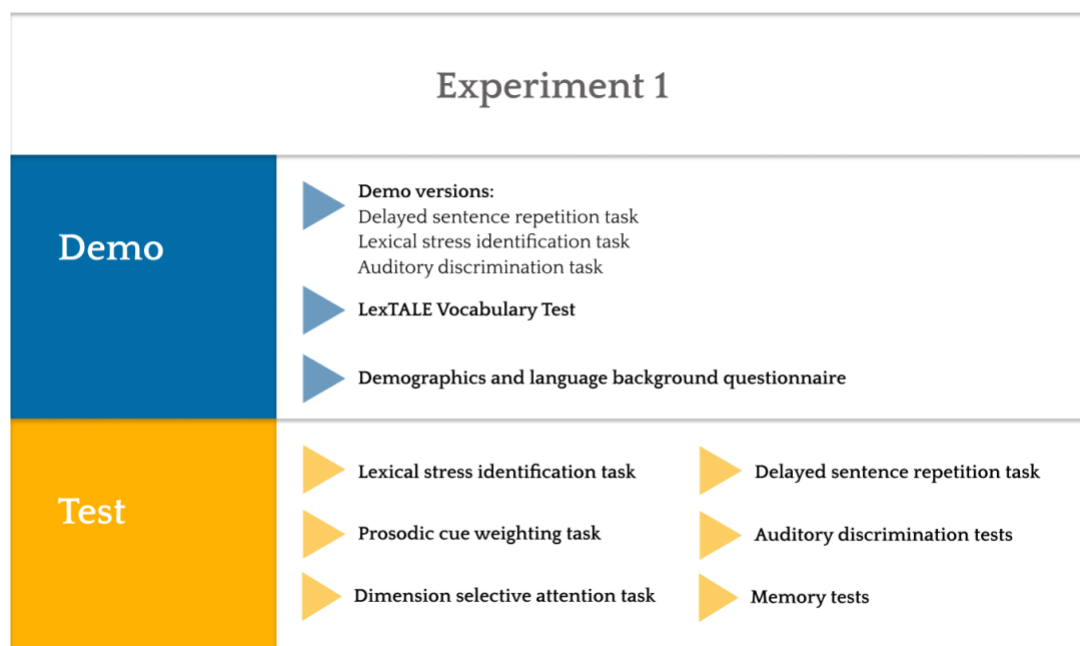 Experiment 1
Demo
Demo versions:
Delayed sentence repetition task
Lexical stress identification task
Auditory discrimination task
LexTALE Vocabulary Test
Demographics and language background questionnaire
Test
Lexical stress identification task
Prosodic cue weighting task
Dimension selective attention task
Delayed sentence repetition task
Auditory discrimination tests
Memory tests